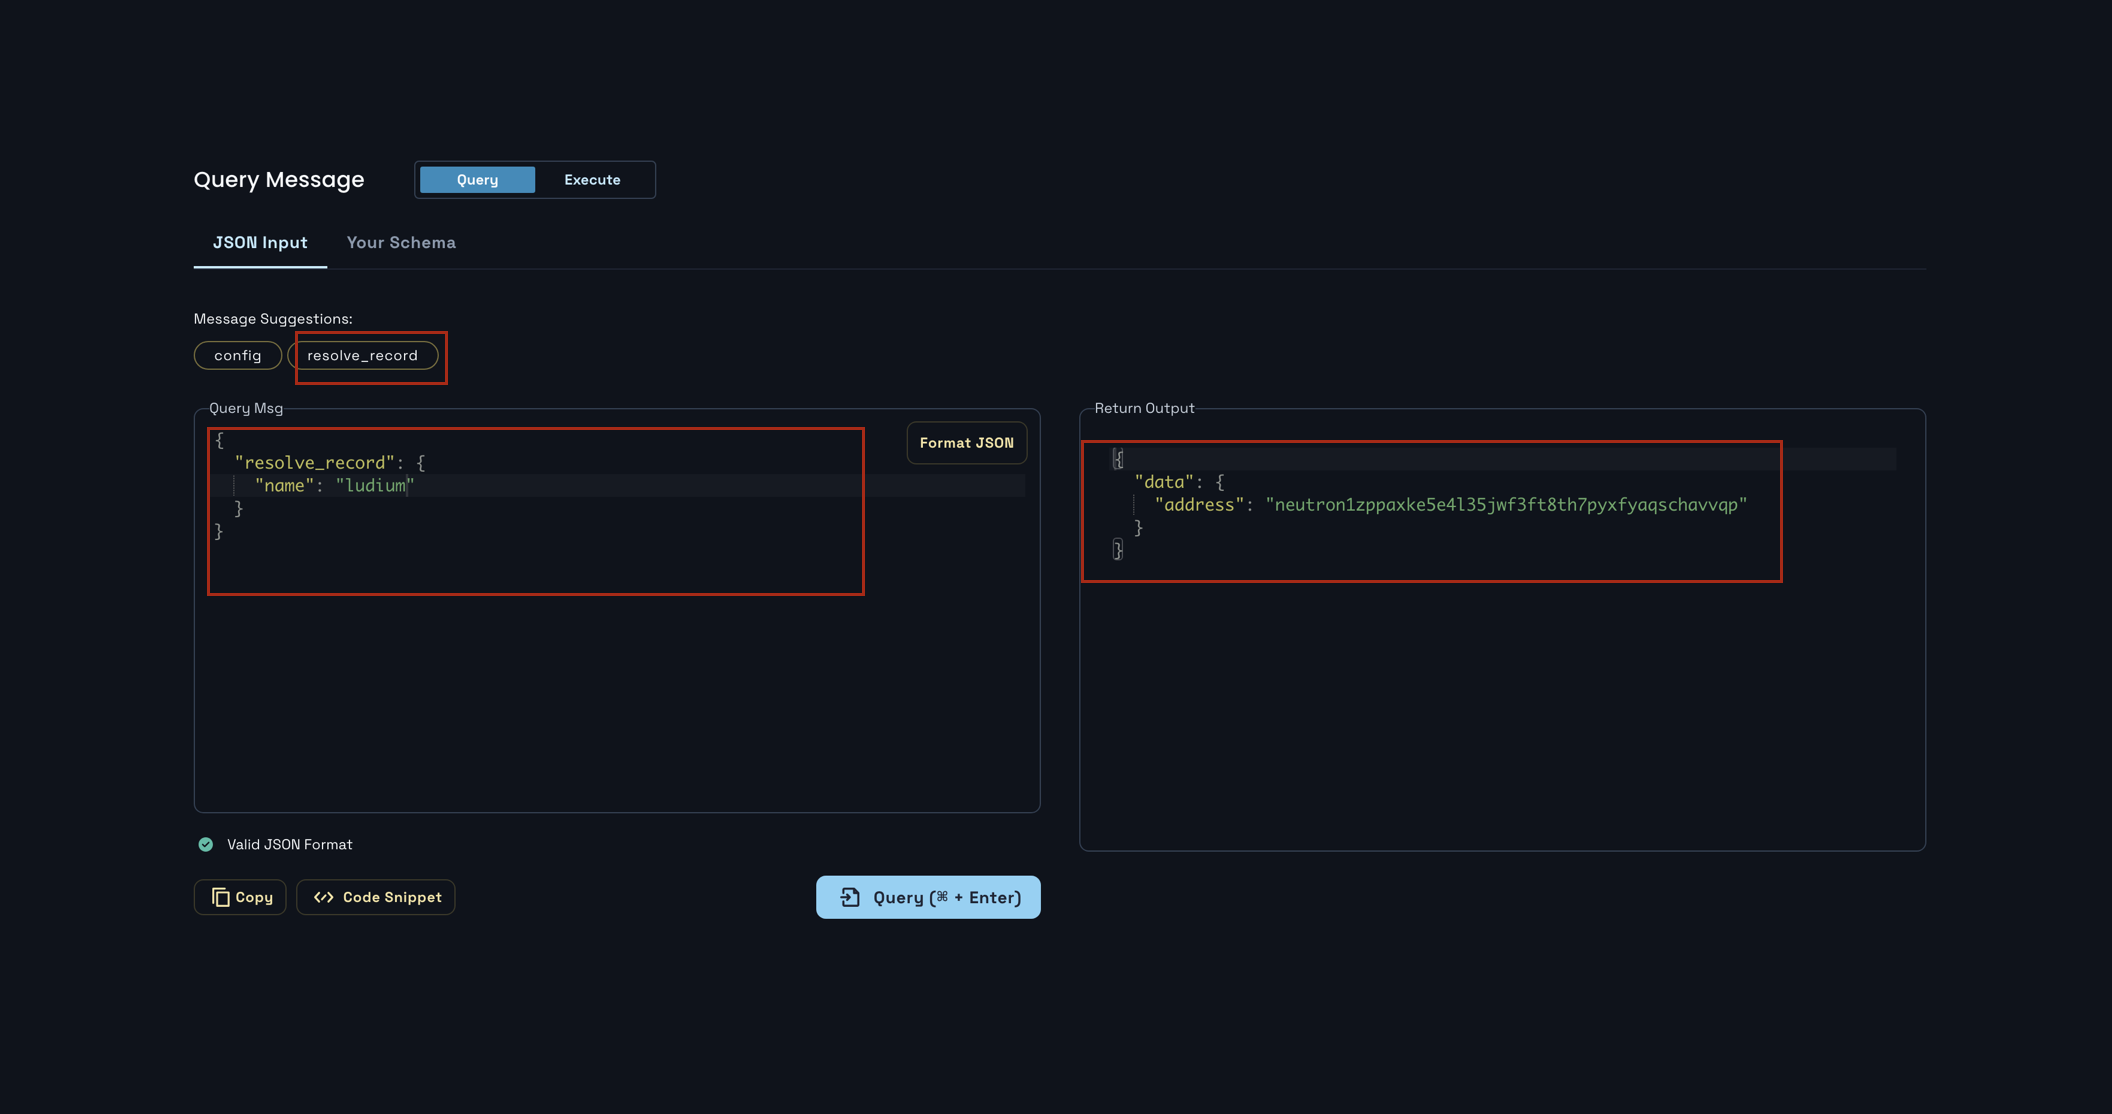 Query Message
Query Execute
JSON Input Your Schema
Message Suggestions:
config resolve_record
Query Msg
Format JSON
{
"resolve_record": {
"name": "ludium"
}
}
Return Output
{
"data": {
"address": "neutron1zppaxke5e4l35jwf3ft8th7pyxfyaqschavvqp"
}
}
Valid JSON Format
Copy Code Snippet Query (⌘ + Enter)